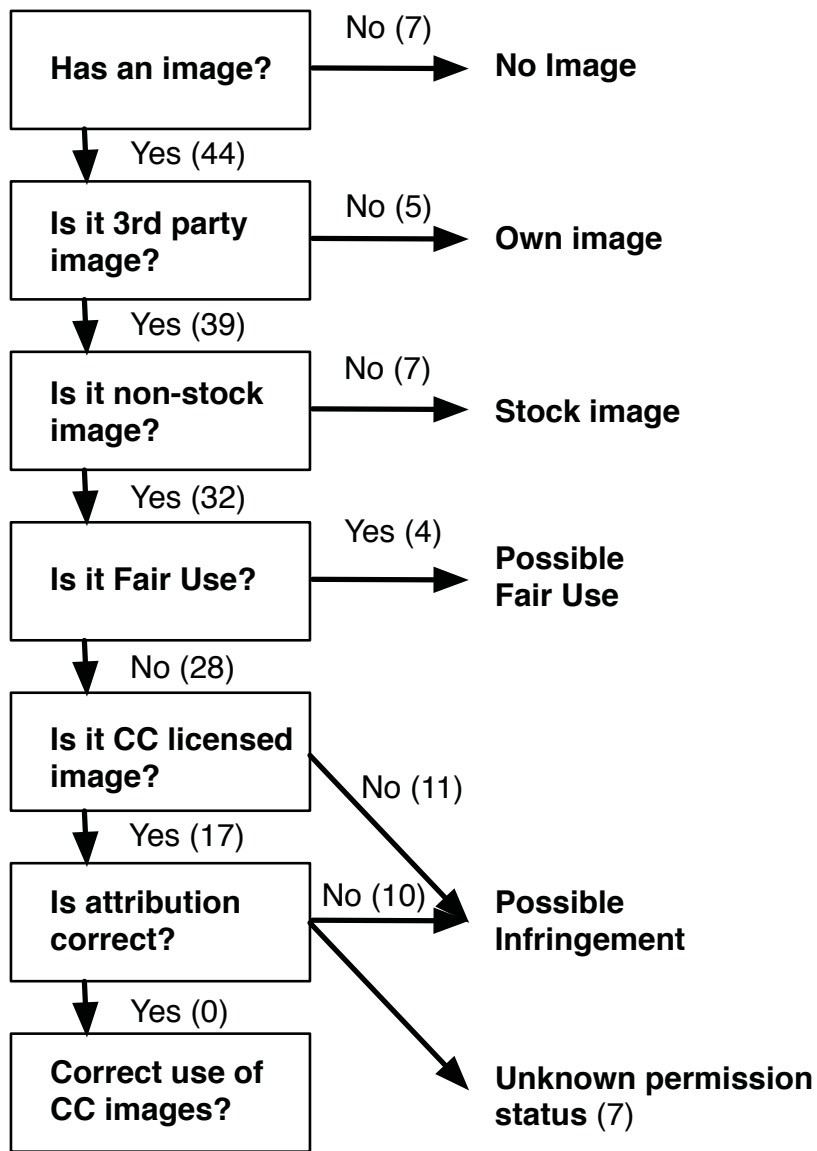 No (7)
Has an image?
No Image
Yes (44)
Is it 3rd party
image?
No (5)
Own image
Yes (39)
Is it non-stock
image?
No (7)
Stock image
Yes (32)
Is it Fair Use?
Yes (4)
Possible
Fair Use
No (28)
Is it CC licensed
image?
No (11)
Yes (17)
Is attribution
correct?
No (10)
Possible
Infringement
Yes (0)
Correct use of
CC images?
Unknown permission
status (7)